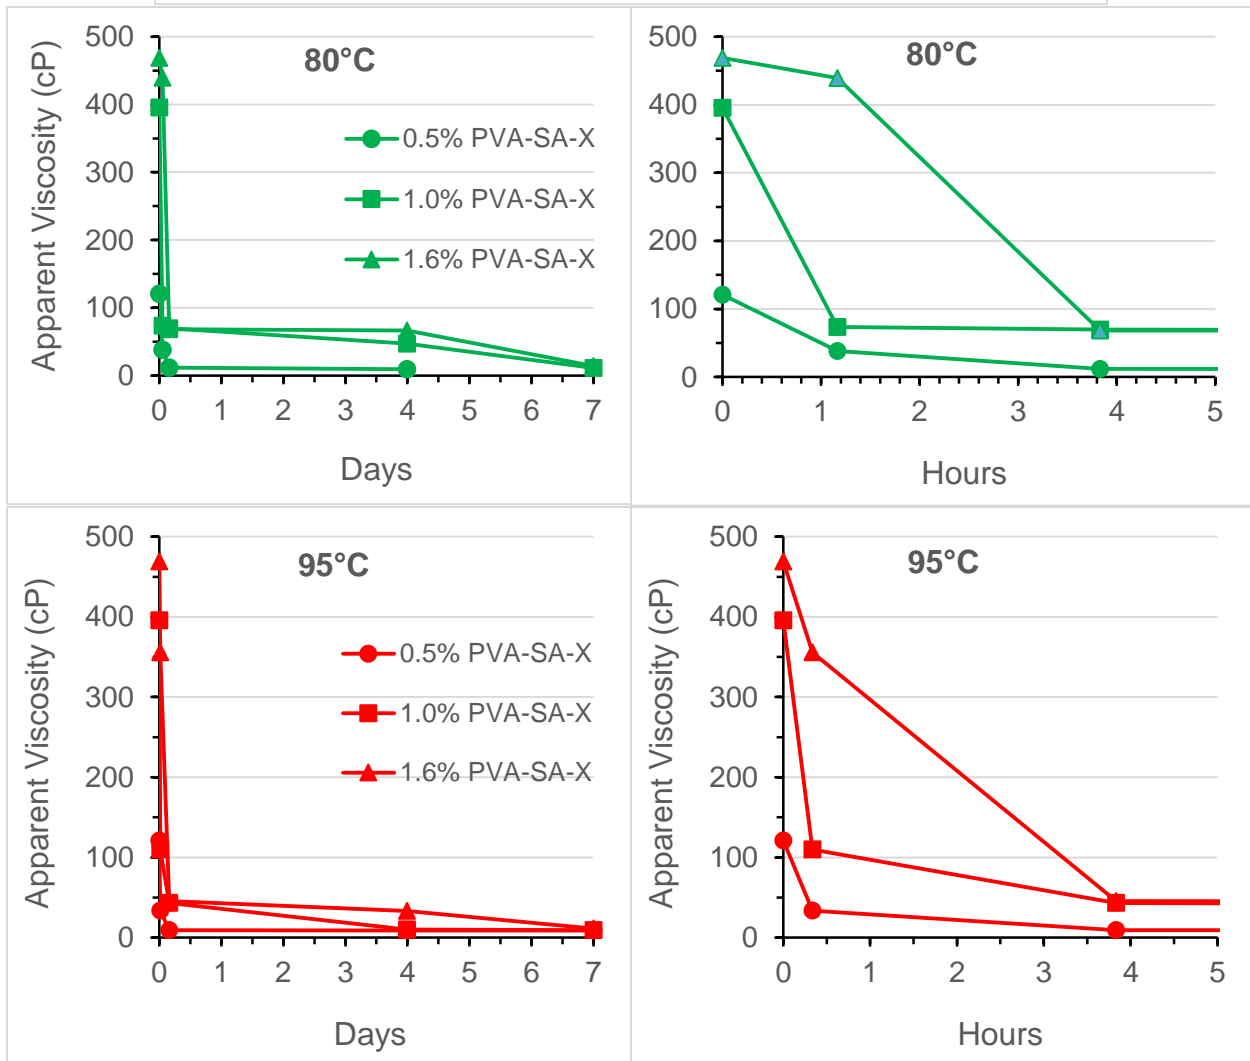 80°C
Apparent Viscosity (cP)
500
400
300
200
100
0
0 1 2 3 4 5 6 7
Days
0.5% PVA-SA-X
1.0% PVA-SA-X
1.6% PVA-SA-X
80°C
500
400
300
200
100
0
0 1 2 3 4 5
Hours
95°C
Apparent Viscosity (cP)
500
400
300
200
100
0
0 1 2 3 4 5 6 7
Days
0.5% PVA-SA-X
1.0% PVA-SA-X
1.6% PVA-SA-X
95°C
Apparent Viscosity (cP)
500
400
300
200
100
0
0 1 2 3 4 5
Hours